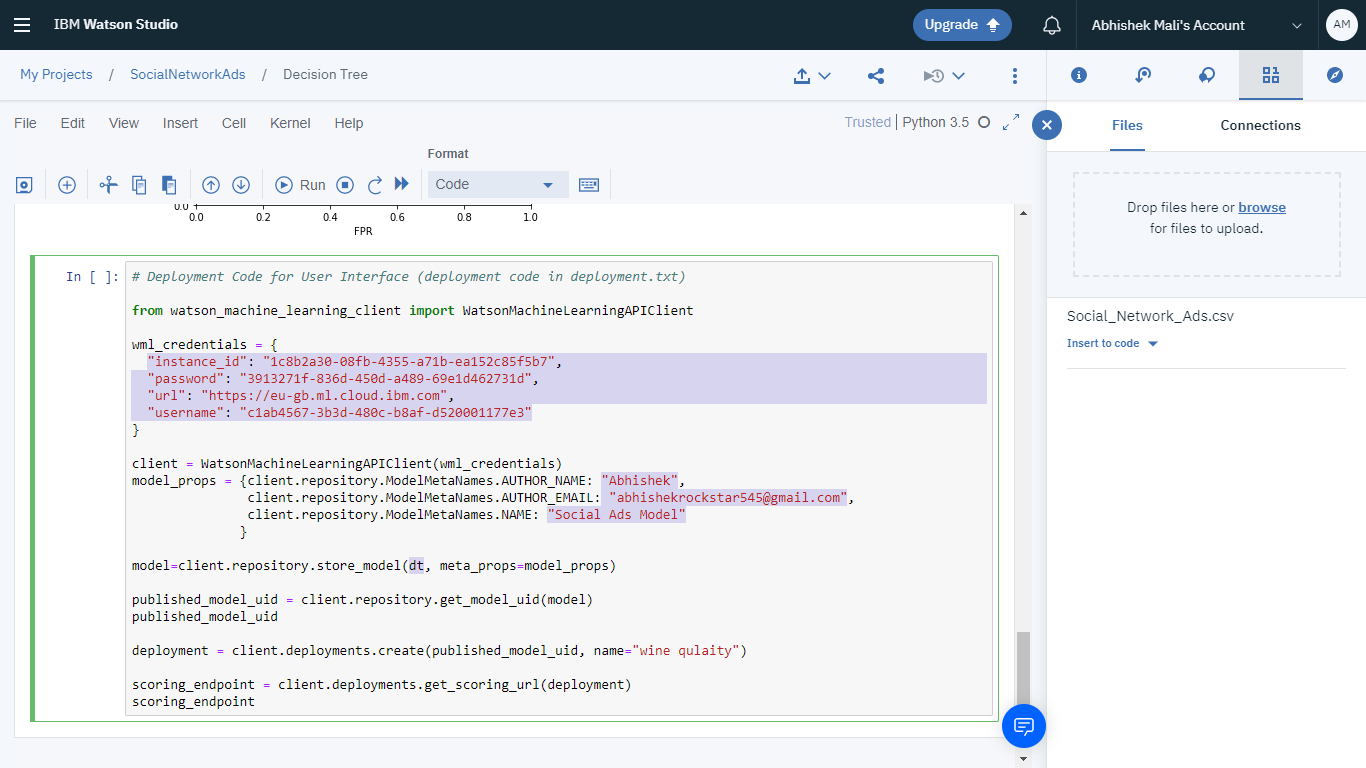 IBM Watson Studio
Upgrade
Abhishek Mali's Account
AM
My Projects / SocialNetworkAds / Decision Tree
File Edit View Insert Cell Kernel Help
Trusted | Python 3.5
Files Connections
Format
Run
Code
Drop files here or browse
for files to upload.
0.0
0.0 0.2 0.4 0.6 0.8 1.0
FPR
Social_Network_Ads.csv
Insert to code
In [ ]: # Deployment Code for User Interface (deployment code in deployment.txt)
from watson_machine_learning_client import WatsonMachineLearningAPIClient
wml_credentials = {
"instance_id": "1c8b2a30-08fb-4355-a71b-ea152c85f5b7",
"password": "3913271f-836d-450d-a489-69e1d462731d",
"url": "https://eu-gb.ml.cloud.ibm.com",
"username": "c1ab4567-3b3d-480c-b8af-d520001177e3"
}
client = WatsonMachineLearningAPIClient(wml_credentials)
model_props = {client.repository.ModelMetaNames.AUTHOR_NAME: "Abhishek",
client.repository.ModelMetaNames.AUTHOR_EMAIL: "abhishekrockstar545@gmail.com",
client.repository.ModelMetaNames.NAME: "Social Ads Model"
}
model=client.repository.store_model(dt, meta_props=model_props)
published_model_uid = client.repository.get_model_uid(model)
published_model_uid
deployment = client.deployments.create(published_model_uid, name="wine qulaity")
scoring_endpoint = client.deployments.get_scoring_url(deployment)
scoring_endpoint